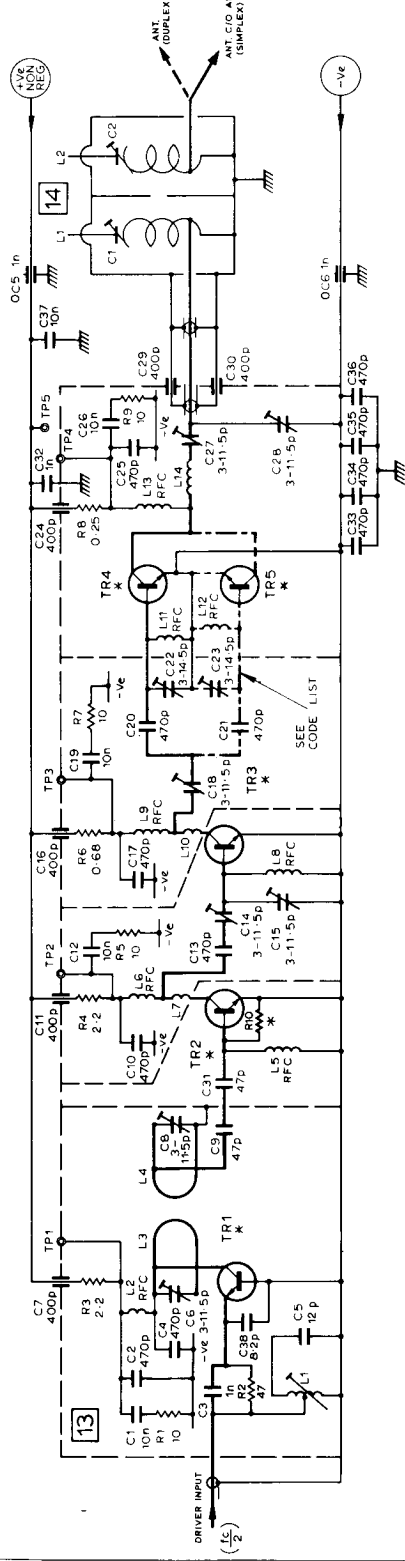 +Ve
NON
REG.
ANT.
(DUPLEX
ANT. C/O A
(SIMPLEX)
-Ve
14
L1
C1
L2
C2
OC5 1n
OC6 1n
C37
10n
C29
400p
C30
400p
TP5
TP4
C32
1n
C26
10n
R9
10
C24
400p
R8
0·25
C25
470p
-Ve
L13
RFC
L14
C27
3-11·5p
C28
3-11·5p
C33
470p
C34
470p
C35
470p
C36
470p
TR4
*
TR5
*
L11
RFC
L12
RFC
C22
3-14·5p
C23
3-14·5p
C20
470p
C21
470p
SEE
CODE LIST
TP3
R7
10
-Ve
C19
10n
C16
400p
R6
0·68
C17
470p
-Ve
L9
RFC
L10
C18
3-11·5p
TR3
*
L8
RFC
TP2
C12
10n
R5
10
-Ve
C11
400p
R4
2·2
C10
470p
-Ve
L6
RFC
L7
C13
470p
C14
3-11·5p
C15
3-11·5p
TR2
*
R10
*
L5
RFC
C31
47p
C9
47p
C8
3-
11·5p
L4
L3
TP1
C7
400p
R3
2·2
L2
RFC
C2
470p
C4
470p
-Ve
C6
3-11·5p
C1
10n
R1
10
TR1
*
C38
8·2p
C3
1n
R2
47
C5
12p
L1
13
DRIVER INPUT
(fc/2)